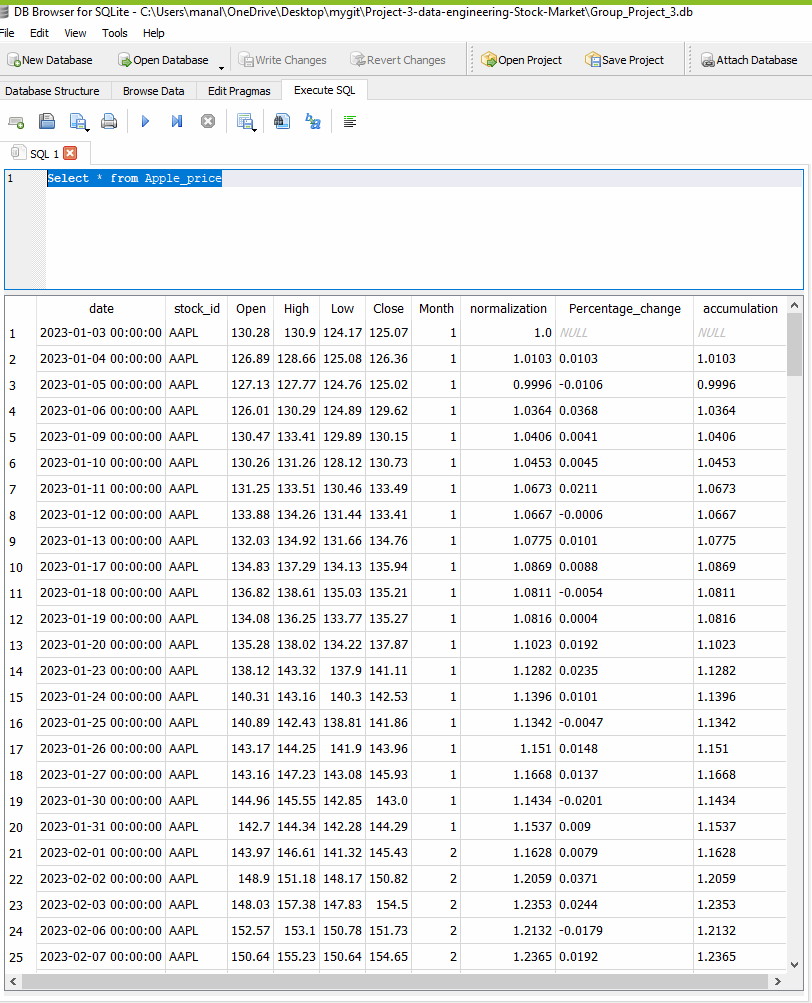 DB Browser for SQLite - C:\Users\manal\OneDrive\Desktop\mygit\Project-3-data-engineering-Stock-Market\Group_Project_3.db
File Edit View Tools Help
New Database Open Database Write Changes Revert Changes Open Project Save Project Attach Database
Database Structure Browse Data Edit Pragmas Execute SQL
SQL 1
1 Select * from Apple_price
date stock_id Open High Low Close Month normalization Percentage_change accumulation
1 2023-01-03 00:00:00 AAPL 130.28 130.9 124.17 125.07 1 1.0 NULL NULL
2 2023-01-04 00:00:00 AAPL 126.89 128.66 125.08 126.36 1 1.0103 0.0103 1.0103
3 2023-01-05 00:00:00 AAPL 127.13 127.77 124.76 125.02 1 0.9996 -0.0106 0.9996
4 2023-01-06 00:00:00 AAPL 126.01 130.29 124.89 129.62 1 1.0364 0.0368 1.0364
5 2023-01-09 00:00:00 AAPL 130.47 133.41 129.89 130.15 1 1.0406 0.0041 1.0406
6 2023-01-10 00:00:00 AAPL 130.26 131.26 128.12 130.73 1 1.0453 0.0045 1.0453
7 2023-01-11 00:00:00 AAPL 131.25 133.51 130.46 133.49 1 1.0673 0.0211 1.0673
8 2023-01-12 00:00:00 AAPL 133.88 134.26 131.44 133.41 1 1.0667 -0.0006 1.0667
9 2023-01-13 00:00:00 AAPL 132.03 134.92 131.66 134.76 1 1.0775 0.0101 1.0775
10 2023-01-17 00:00:00 AAPL 134.83 137.29 134.13 135.94 1 1.0869 0.0088 1.0869
11 2023-01-18 00:00:00 AAPL 136.82 138.61 135.03 135.21 1 1.0811 -0.0054 1.0811
12 2023-01-19 00:00:00 AAPL 134.08 136.25 133.77 135.27 1 1.0816 0.0004 1.0816
13 2023-01-20 00:00:00 AAPL 135.28 138.02 134.22 137.87 1 1.1023 0.0192 1.1023
14 2023-01-23 00:00:00 AAPL 138.12 143.32 137.9 141.11 1 1.1282 0.0235 1.1282
15 2023-01-24 00:00:00 AAPL 140.31 143.16 140.3 142.53 1 1.1396 0.0101 1.1396
16 2023-01-25 00:00:00 AAPL 140.89 142.43 138.81 141.86 1 1.1342 -0.0047 1.1342
17 2023-01-26 00:00:00 AAPL 143.17 144.25 141.9 143.96 1 1.151 0.0148 1.151
18 2023-01-27 00:00:00 AAPL 143.16 147.23 143.08 145.93 1 1.1668 0.0137 1.1668
19 2023-01-30 00:00:00 AAPL 144.96 145.55 142.85 143.0 1 1.1434 -0.0201 1.1434
20 2023-01-31 00:00:00 AAPL 142.7 144.34 142.28 144.29 1 1.1537 0.009 1.1537
21 2023-02-01 00:00:00 AAPL 143.97 146.61 141.32 145.43 2 1.1628 0.0079 1.1628
22 2023-02-02 00:00:00 AAPL 148.9 151.18 148.17 150.82 2 1.2059 0.0371 1.2059
23 2023-02-03 00:00:00 AAPL 148.03 157.38 147.83 154.5 2 1.2353 0.0244 1.2353
24 2023-02-06 00:00:00 AAPL 152.57 153.1 150.78 151.73 2 1.2132 -0.0179 1.2132
25 2023-02-07 00:00:00 AAPL 150.64 155.23 150.64 154.65 2 1.2365 0.0192 1.2365